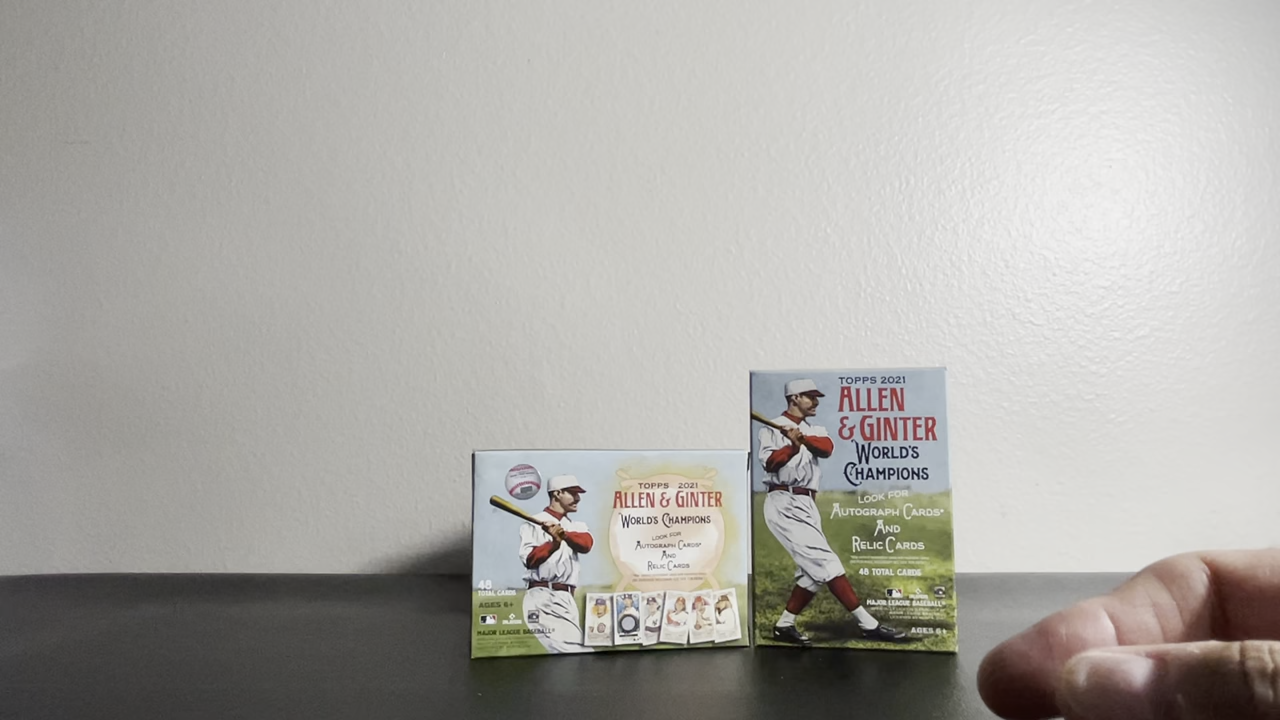 TOPPS 2021
ALLEN & GINTER
WORLD'S CHAMPIONS
LOOK FOR
AUTOGRAPH CARDS*
AND
RELIC CARDS
48
TOTAL CARDS
AGES 6+
MAJOR LEAGUE BASEBALL®
TOPPS 2021
ALLEN
& GINTER
WORLD'S
CHAMPIONS
LOOK FOR
AUTOGRAPH CARDS*
AND
RELIC CARDS
48 TOTAL CARDS
MAJOR LEAGUE BASEBALL®
AGES 6+